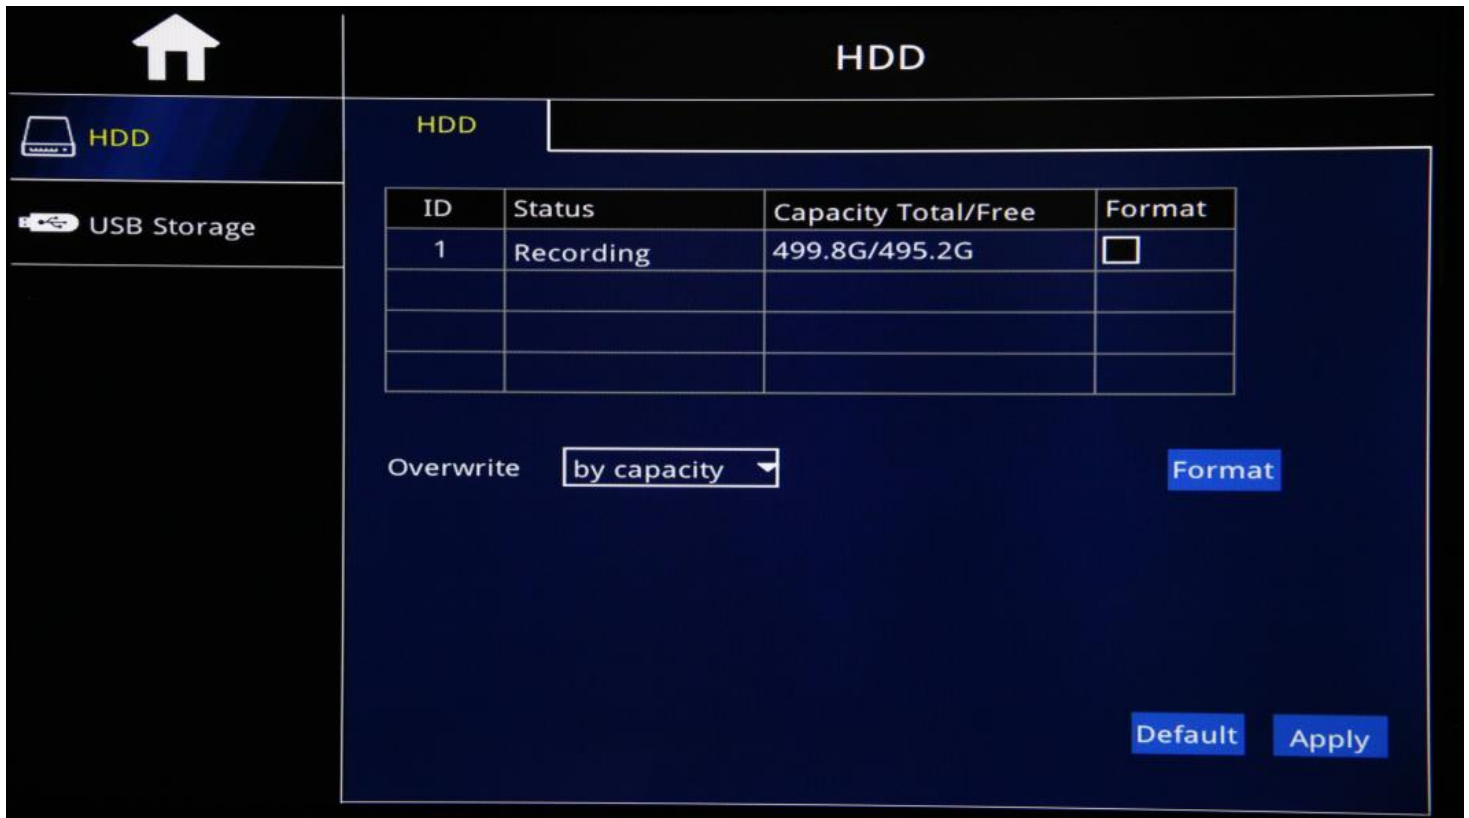 HDD
HDD
USB Storage
HDD
ID Status Capacity Total/Free Format
1 Recording 499.8G/495.2G
Overwrite by capacity Format
Default Apply